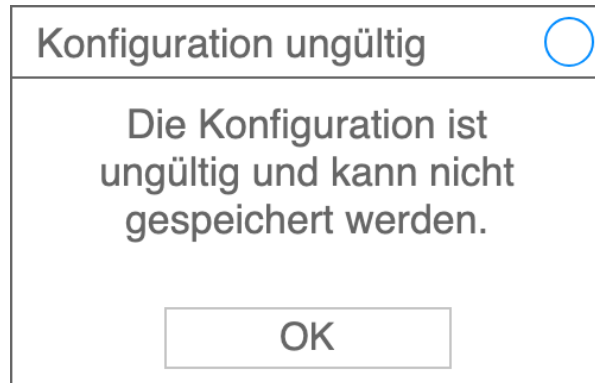 Konfiguration ungültig
Die Konfiguration ist
ungültig und kann nicht
gespeichert werden.
OK